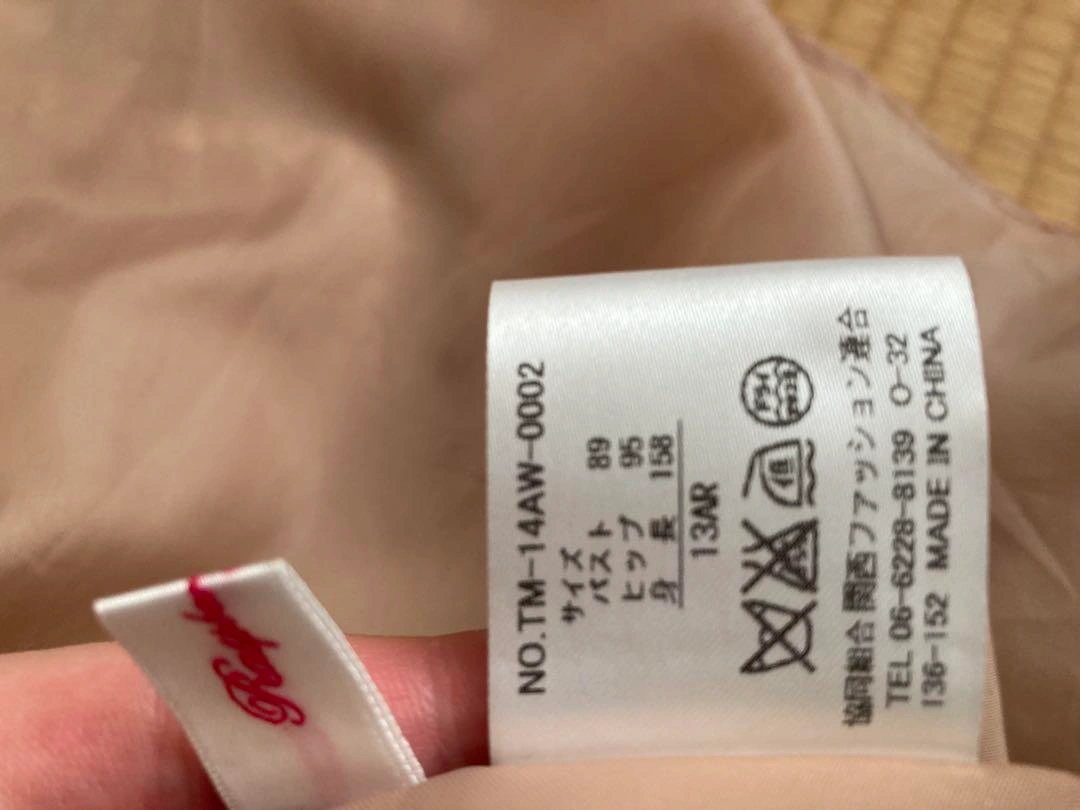 NO.TM-14AW-0002
サイズ
バスト 89
ヒップ 95
身長 158
13AR
協同組合関西ファッション連合
TEL 06-6228-8139 O-32
136-152 MADE IN CHINA